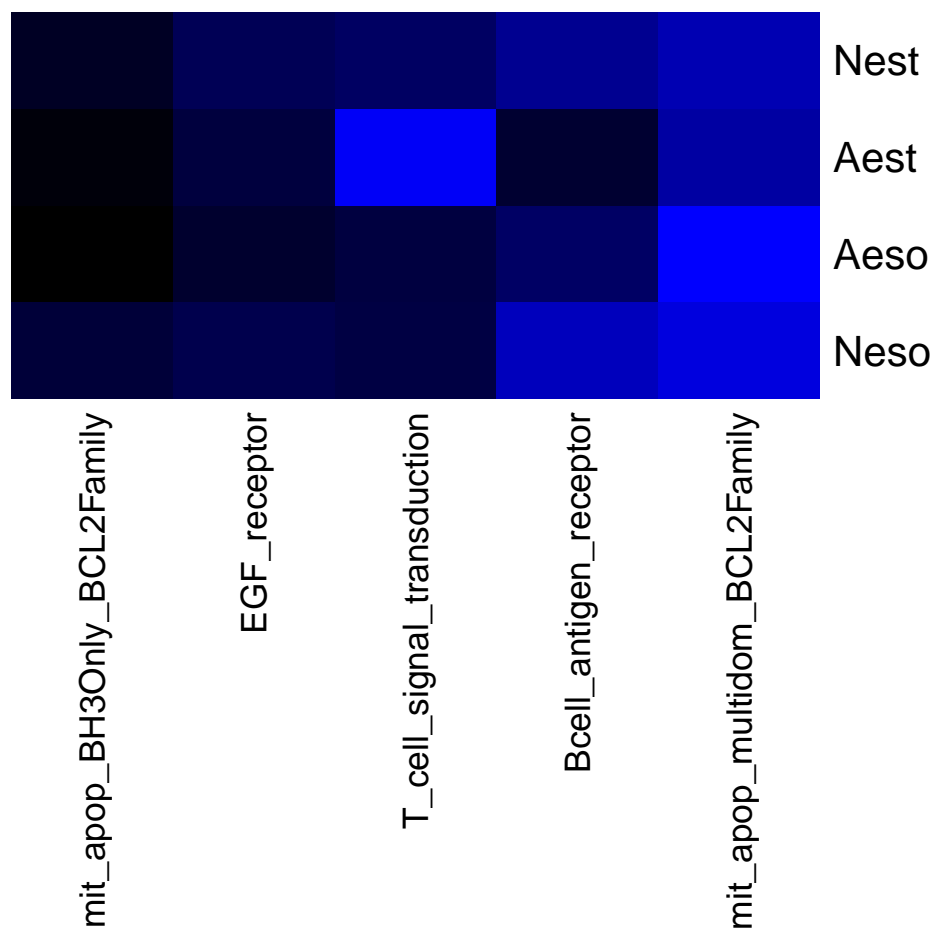 Nest
Aest
Aeso
Neso
mit_apop_BH3Only_BCL2Family
EGF_receptor
T_cell_signal_transduction
Bcell_antigen_receptor
mit_apop_multidom_BCL2Family